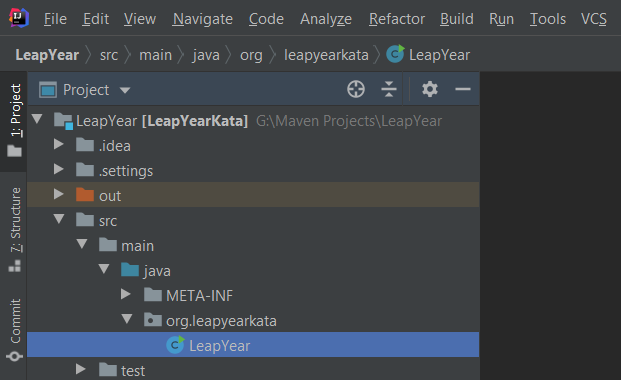 IJ File Edit View Navigate Code Analyze Refactor Build Run Tools VCS
LeapYear src main java org leapyearkata C LeapYear
1: Project
Project
LeapYear [LeapYearKata] G:\Maven Projects\LeapYear
.idea
.settings
out
7: Structure
src
main
java
META-INF
Commit
org.leapyearkata
C LeapYear
test